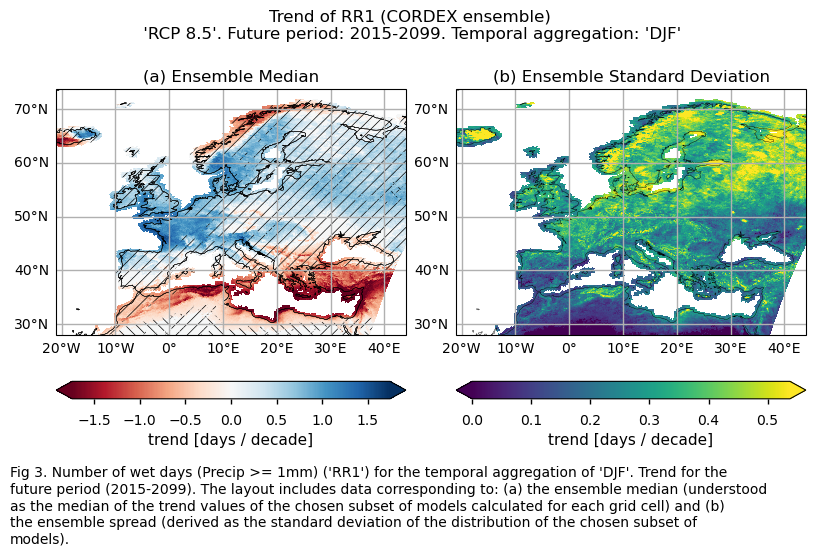 Trend of RR1 (CORDEX ensemble)
'RCP 8.5'. Future period: 2015-2099. Temporal aggregation: 'DJF'
(a) Ensemble Median
(b) Ensemble Standard Deviation
70°N
60°N
50°N
40°N
30°N
20°W 10°W 0° 10°E 20°E 30°E 40°E
70°N
60°N
50°N
40°N
30°N
20°W 10°W 0° 10°E 20°E 30°E 40°E
−1.5 −1.0 −0.5 0.0 0.5 1.0 1.5
trend [days / decade]
0.0 0.1 0.2 0.3 0.4 0.5
trend [days / decade]
Fig 3. Number of wet days (Precip >= 1mm) ('RR1') for the temporal aggregation of 'DJF'. Trend for the
future period (2015-2099). The layout includes data corresponding to: (a) the ensemble median (understood
as the median of the trend values of the chosen subset of models calculated for each grid cell) and (b)
the ensemble spread (derived as the standard deviation of the distribution of the chosen subset of
models).